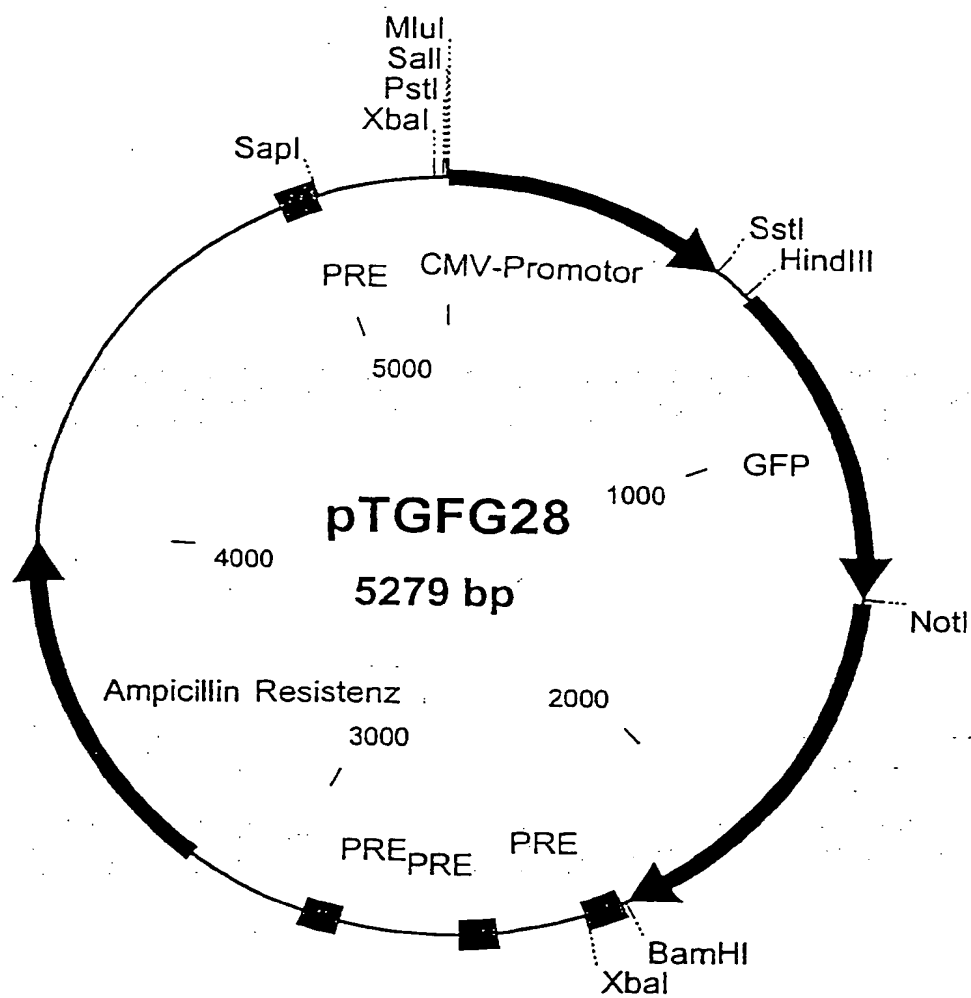 MluI
SalI
PstI
XbaI
SapI
SstI
HindIII
PRE
CMV-Promotor
5000
GFP
1000
pTGFG28
4000
5279 bp
NotI
Ampicillin Resistenz
2000
3000
PRE
PRE
PRE
BamHI
XbaI